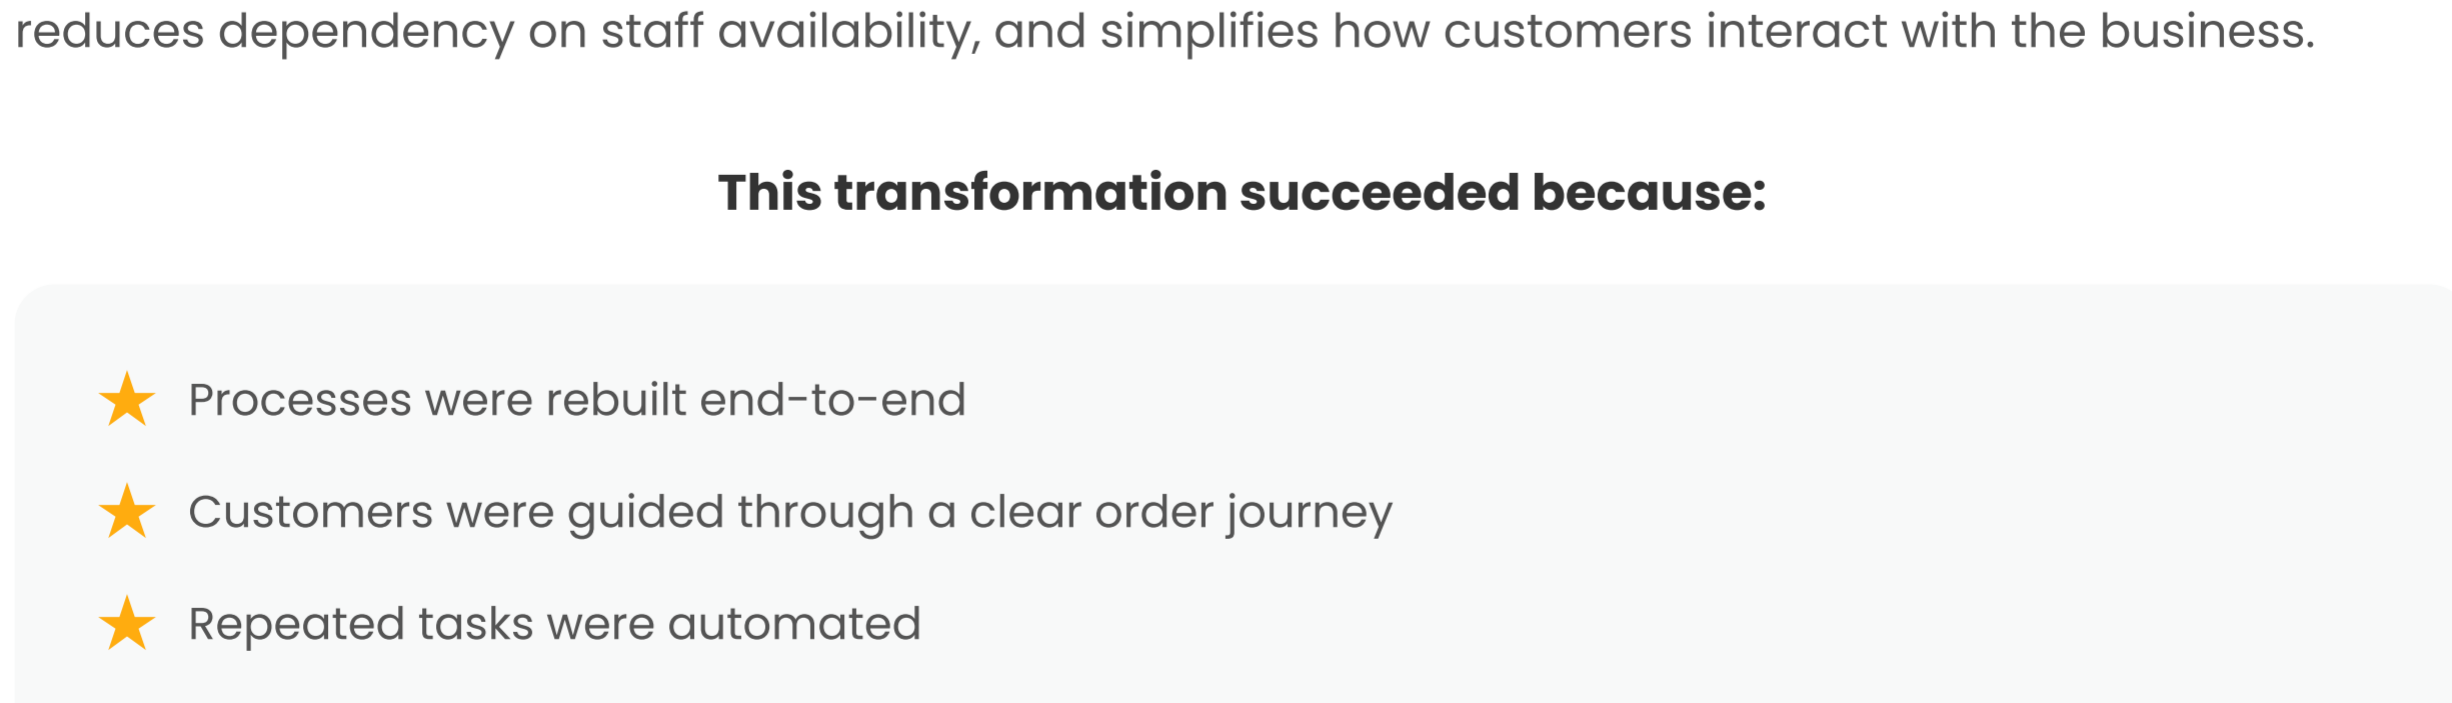 reduces dependency on staff availability, and simplifies how customers interact with the business.
This transformation succeeded because:
Processes were rebuilt end-to-end
Customers were guided through a clear order journey
Repeated tasks were automated